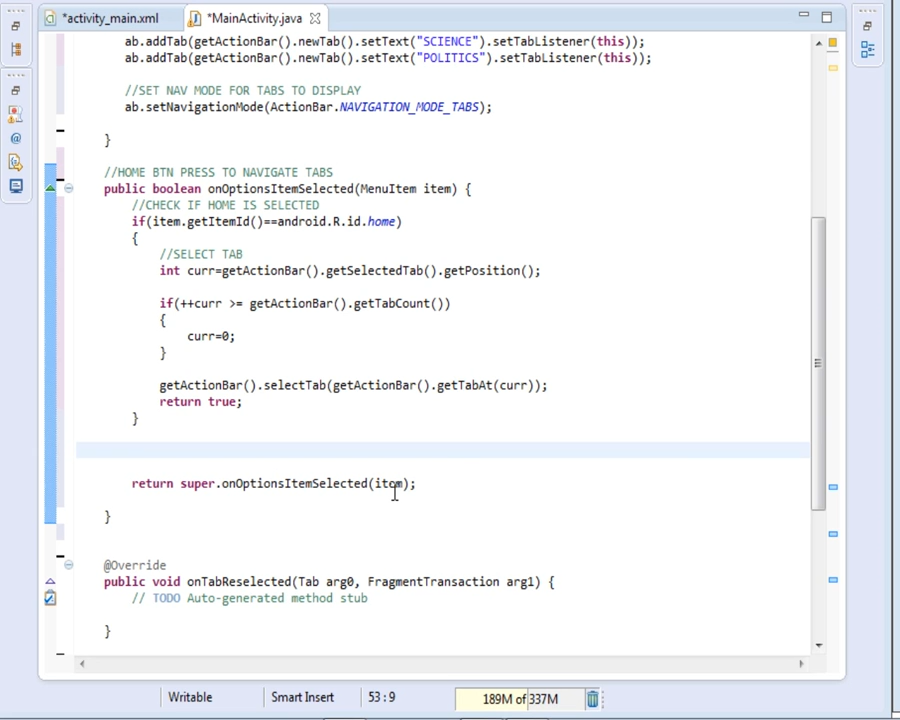 *activity_main.xml *MainActivity.java
ab.addTab(getActionBar().newTab().setText("SCIENCE").setTabListener(this));
ab.addTab(getActionBar().newTab().setText("POLITICS").setTabListener(this));
//SET NAV MODE FOR TABS TO DISPLAY
ab.setNavigationMode(ActionBar.NAVIGATION_MODE_TABS);
}
//HOME BTN PRESS TO NAVIGATE TABS
public boolean onOptionsItemSelected(MenuItem item) {
//CHECK IF HOME IS SELECTED
if(item.getItemId()==android.R.id.home)
{
//SELECT TAB
int curr=getActionBar().getSelectedTab().getPosition();
if(++curr >= getActionBar().getTabCount())
{
curr=0;
}
getActionBar().selectTab(getActionBar().getTabAt(curr));
return true;
}
return super.onOptionsItemSelected(item);
}
@Override
public void onTabReselected(Tab arg0, FragmentTransaction arg1) {
// TODO Auto-generated method stub
}
Writable Smart Insert 53:9 189M of 337M